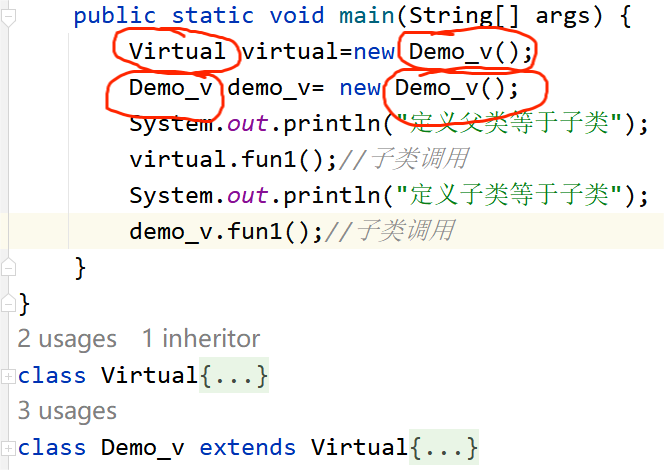 public static void main(String[] args) {
Virtual virtual=new Demo_v();
Demo_v demo_v= new Demo_v();
System.out.println("定义父类等于子类");
virtual.fun1();//子类调用
System.out.println("定义子类等于子类");
demo_v.fun1();//子类调用
}
}
2 usages 1 inheritor
class Virtual{...}
3 usages
class Demo_v extends Virtual{...}